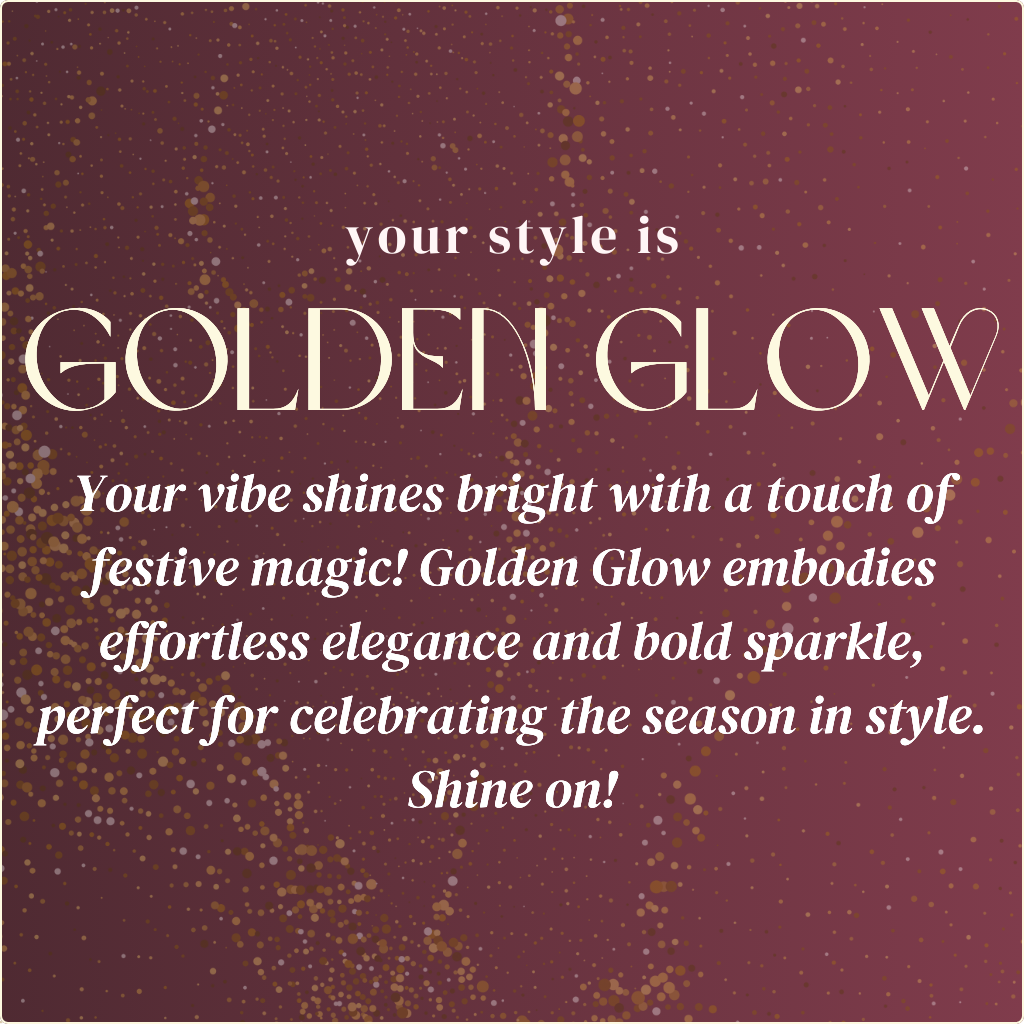 your style is
GOLDEN GLOW
Your vibe shines bright with a touch of
festive magic! Golden Glow embodies
effortless elegance and bold sparkle,
perfect for celebrating the season in style.
Shine on!